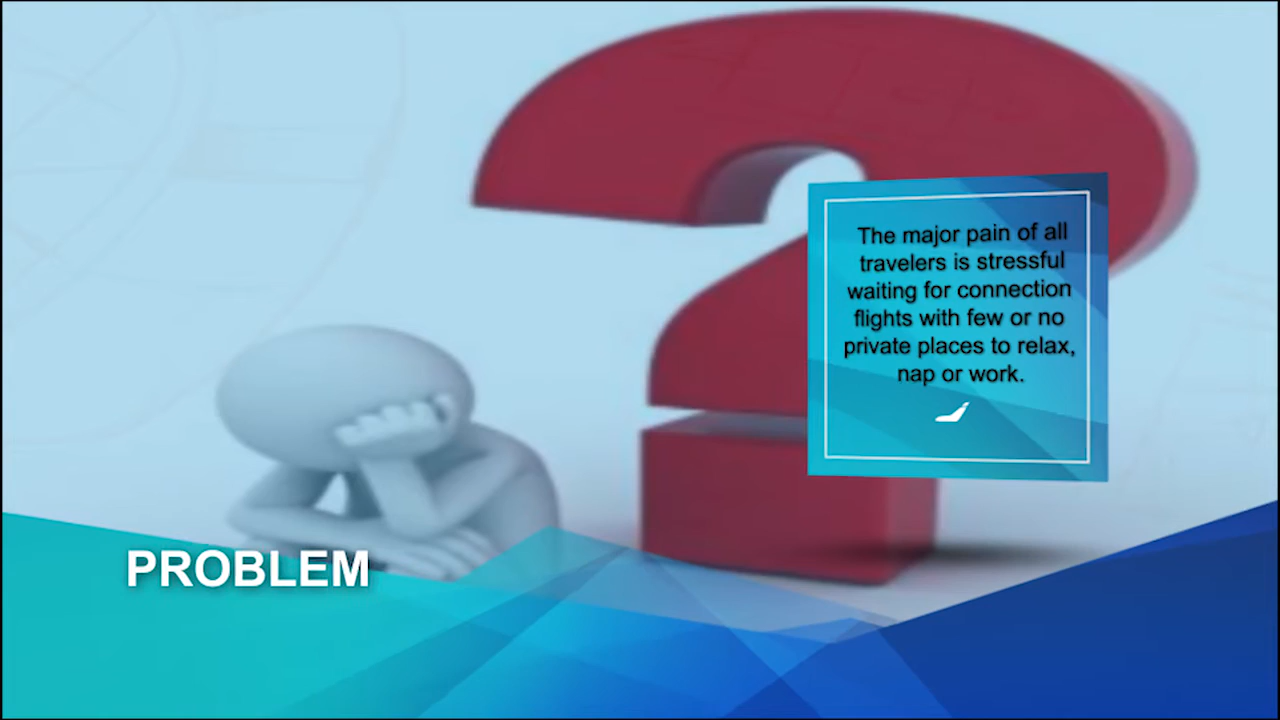 The major pain of all
travelers is stressful
waiting for connection
flights with few or no
private places to relax,
nap or work.
PROBLEM